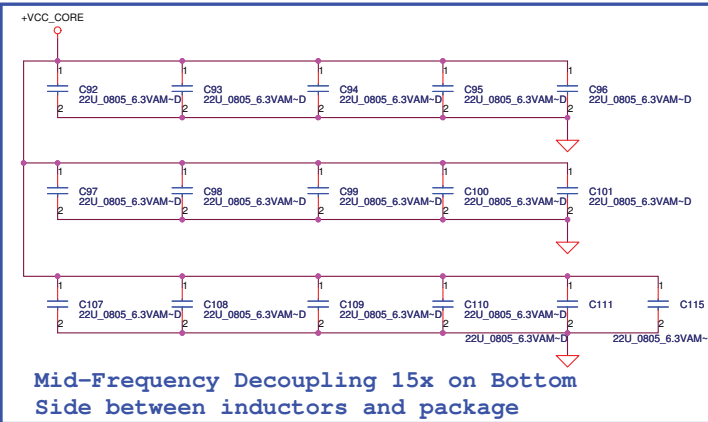 +VCC_CORE
1 1 1 1 1
C92 C93 C94 C95 C96
22U_0805_6.3VAM~D 22U_0805_6.3VAM~D 22U_0805_6.3VAM~D 22U_0805_6.3VAM~D 22U_0805_6.3VAM~D
2 2 2 2 2
1 1 1 1 1
C97 C98 C99 C100 C101
22U_0805_6.3VAM~D 22U_0805_6.3VAM~D 22U_0805_6.3VAM~D 22U_0805_6.3VAM~D 22U_0805_6.3VAM~D
2 2 2 2 2
1 1 1 1 1 1
C107 C108 C109 C110 C111 C115
22U_0805_6.3VAM~D 22U_0805_6.3VAM~D 22U_0805_6.3VAM~D 22U_0805_6.3VAM~D
2 2 2 2 2 2
22U_0805_6.3VAM~D 22U_0805_6.3VAM~
Mid-Frequency Decoupling 15x on Bottom
Side between inductors and package